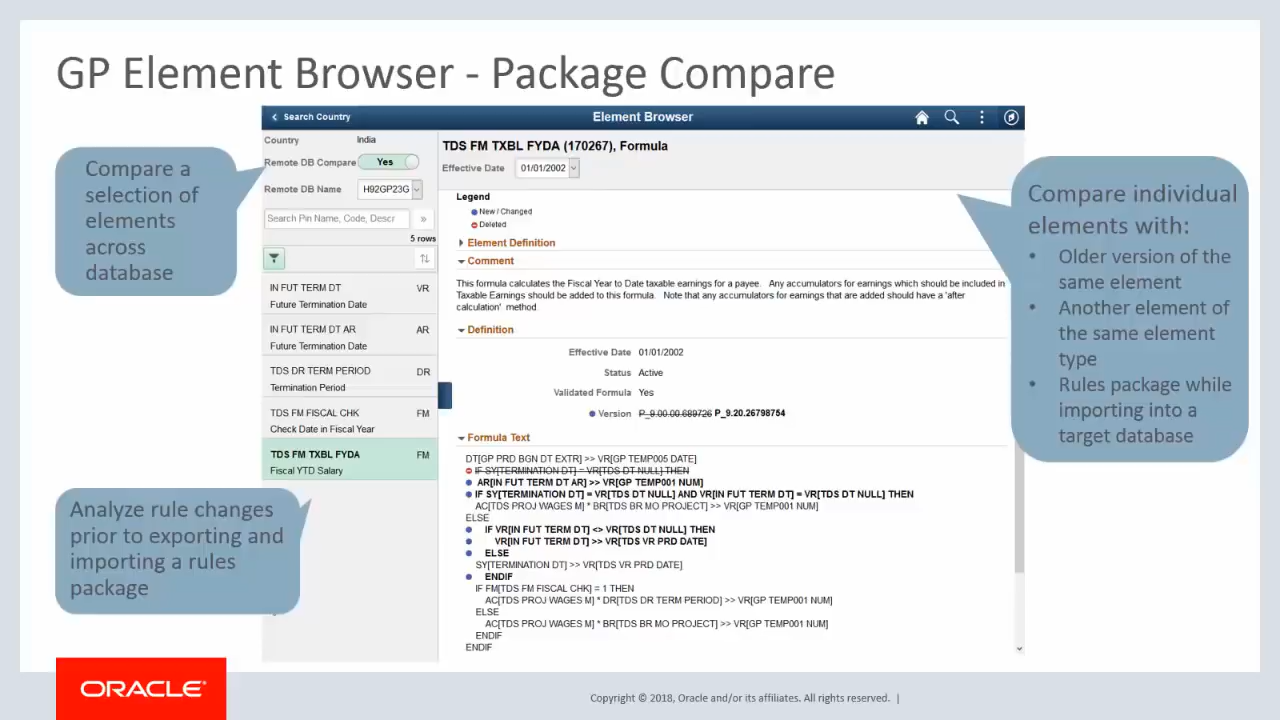 GP Element Browser - Package Compare
Search Country
Element Browser
Country India
Remote DB Compare Yes
Remote DB Name H92GP23G
Search Pin Name, Code, Descr »
5 rows
IN FUT TERM DT VR
Future Termination Date
IN FUT TERM DT AR AR
Future Termination Date
TDS DR TERM PERIOD DR
Termination Period
TDS FM FISCAL CHK FM
Check Date in Fiscal Year
TDS FM TXBL FYDA FM
Fiscal YTD Salary
TDS FM TXBL FYDA (170267), Formula
Effective Date 01/01/2002
Legend
New / Changed
Deleted
Element Definition
Comment
This formula calculates the Fiscal Year to Date taxable earnings for a payee. Any accumulators for earnings which should be included in
Taxable Earnings should be added to this formula. Note that any accumulators for earnings that are added should have a 'after
calculation' method.
Definition
Effective Date 01/01/2002
Status Active
Validated Formula Yes
Version P_9.00.00.689726 P_9.20.26798754
Formula Text
DT[GP PRD BGN DT EXTR] >> VR[GP TEMP005 DATE]
IF SY[TERMINATION DT] = VR[TDS DT NULL] THEN
AR[IN FUT TERM DT AR] >> VR[GP TEMP001 NUM]
IF SY[TERMINATION DT] = VR[TDS DT NULL] AND VR[IN FUT TERM DT] = VR[TDS DT NULL] THEN
AC[TDS PROJ WAGES M] * BR[TDS BR MO PROJECT] >> VR[GP TEMP001 NUM]
ELSE
IF VR[IN FUT TERM DT] <> VR[TDS DT NULL] THEN
VR[IN FUT TERM DT] >> VR[TDS VR PRD DATE]
ELSE
SY[TERMINATION DT] >> VR[TDS VR PRD DATE]
ENDIF
IF FM[TDS FM FISCAL CHK] = 1 THEN
AC[TDS PROJ WAGES M] * DR[TDS DR TERM PERIOD] >> VR[GP TEMP001 NUM]
ELSE
AC[TDS PROJ WAGES M] * BR[TDS BR MO PROJECT] >> VR[GP TEMP001 NUM]
ENDIF
ENDIF
Compare a
selection of
elements
across
database
Analyze rule changes
prior to exporting and
importing a rules
package
Compare individual
elements with:
• Older version of the
same element
• Another element of
the same element
type
• Rules package while
importing into a
target database
ORACLE®
Copyright © 2018, Oracle and/or its affiliates. All rights reserved. |